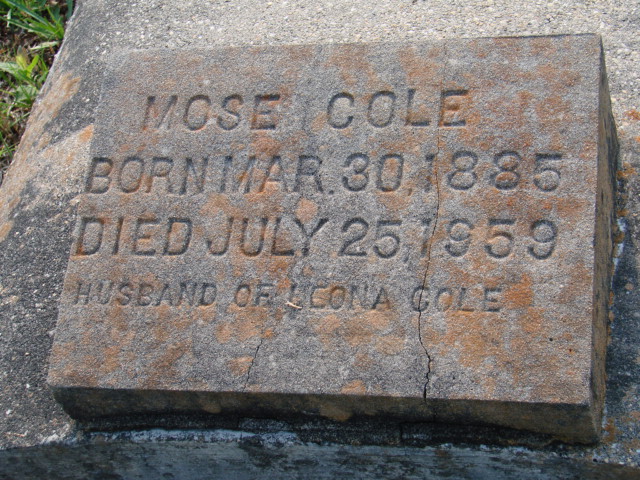 MOSE COLE
BORN MAR. 30, 1885
DIED JULY 25, 1959
HUSBAND OF LEONA COLE